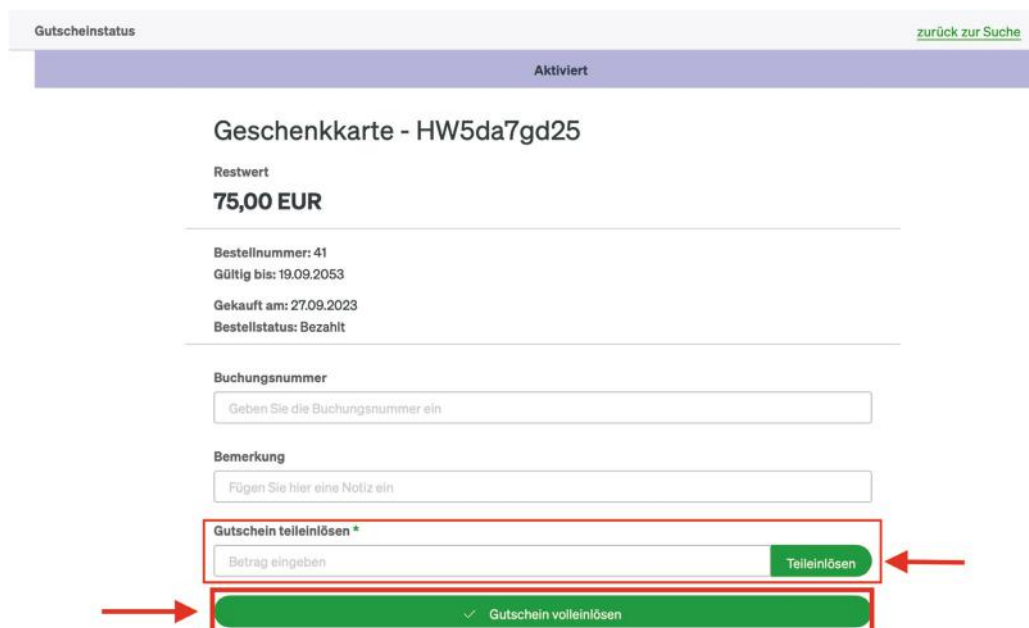 Gutscheinstatus
zurück zur Suche
Aktiviert
Geschenkkarte - HW5da7gd25
Restwert
75,00 EUR
Bestellnummer: 41
Gültig bis: 19.09.2053
Gekauft am: 27.09.2023
Bestellstatus: Bezahlt
Buchungsnummer
Geben Sie die Buchungsnummer ein
Bemerkung
Fügen Sie hier eine Notiz ein
Gutschein teileinlösen *
Betrag eingeben
Teileinlösen
Gutschein volleinlösen